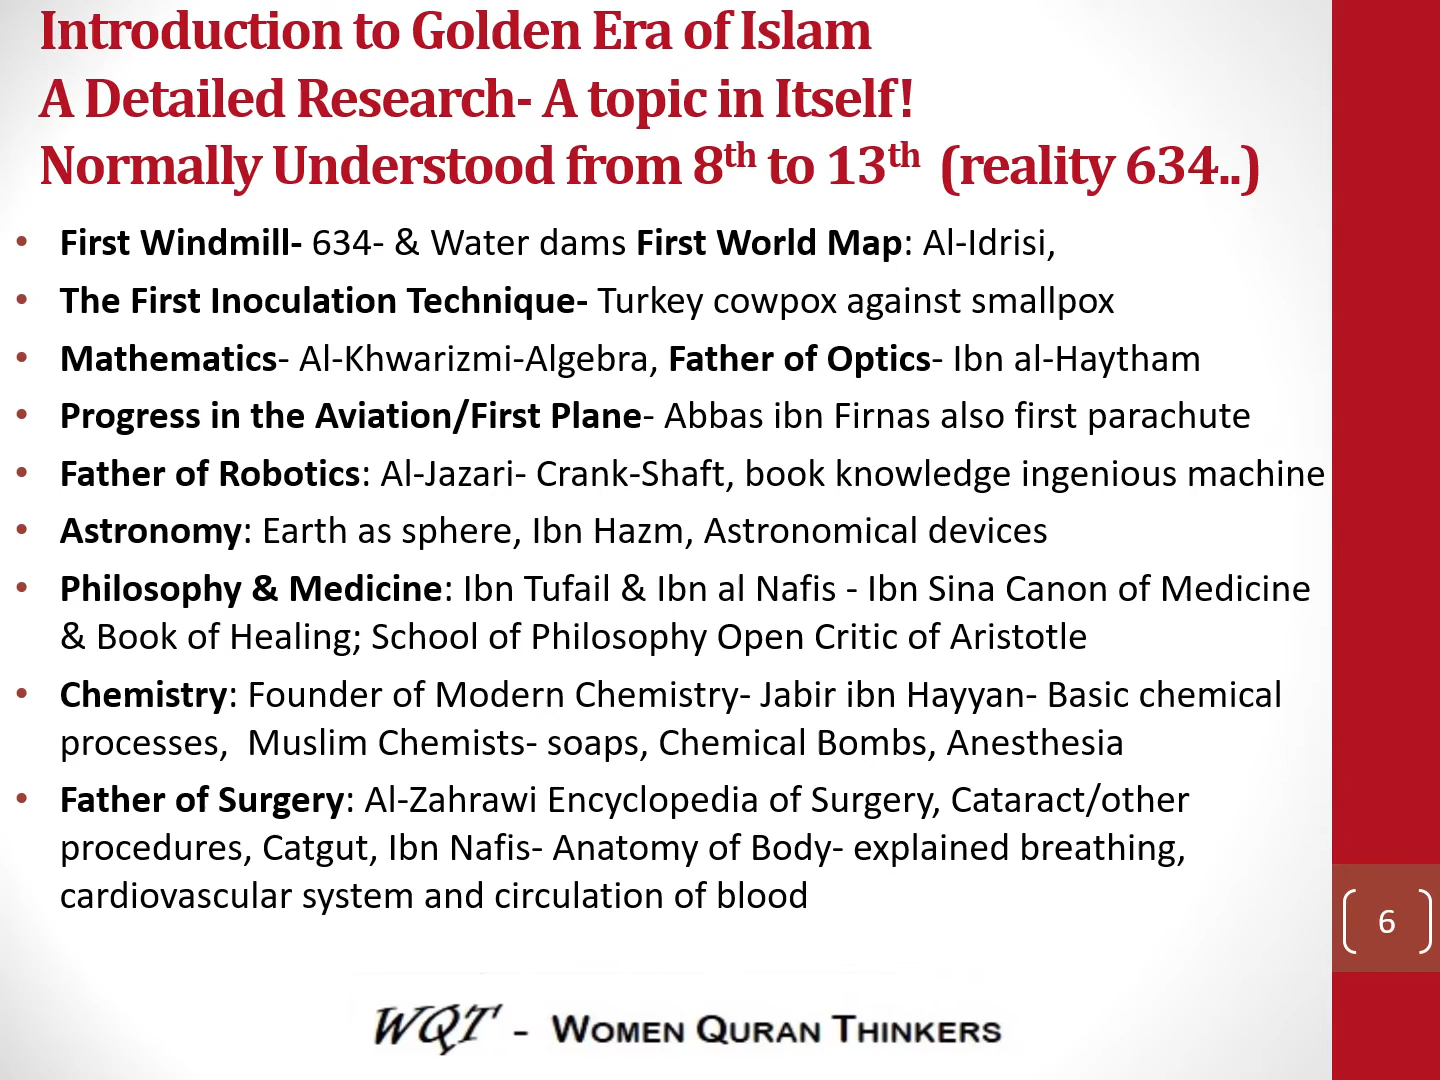 Introduction to Golden Era of Islam
A Detailed Research- A topic in Itself!
Normally Understood from 8th to 13th (reality 634..)
• First Windmill- 634- & Water dams First World Map: Al-Idrisi,
• The First Inoculation Technique- Turkey cowpox against smallpox
• Mathematics- Al-Khwarizmi-Algebra, Father of Optics- Ibn al-Haytham
• Progress in the Aviation/First Plane- Abbas ibn Firnas also first parachute
• Father of Robotics: Al-Jazari- Crank-Shaft, book knowledge ingenious machine
• Astronomy: Earth as sphere, Ibn Hazm, Astronomical devices
• Philosophy & Medicine: Ibn Tufail & Ibn al Nafis - Ibn Sina Canon of Medicine
& Book of Healing; School of Philosophy Open Critic of Aristotle
• Chemistry: Founder of Modern Chemistry- Jabir ibn Hayyan- Basic chemical
processes,  Muslim Chemists- soaps, Chemical Bombs, Anesthesia
• Father of Surgery: Al-Zahrawi Encyclopedia of Surgery, Cataract/other
procedures, Catgut, Ibn Nafis- Anatomy of Body- explained breathing,
cardiovascular system and circulation of blood
6
WQT - WOMEN QURAN THINKERS